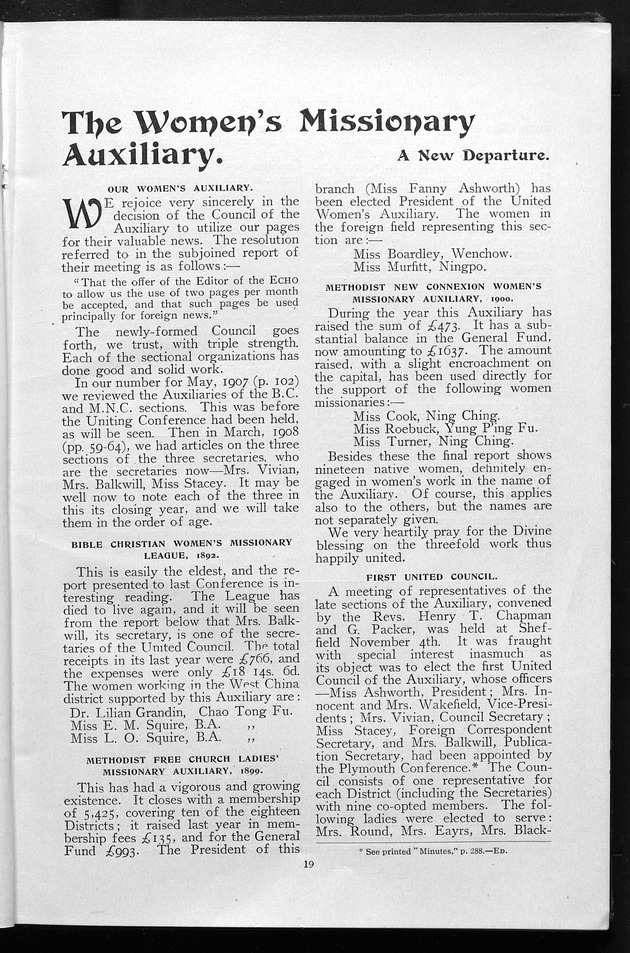 The Women's Missionary
Auxiliary.
A New Departure.
OUR WOMEN'S AUXILIARY.
WE rejoice very sincerely in the
decision of the Council of the
Auxiliary to utilize our pages
for their valuable news. The resolution
referred to in the subjoined report of
their meeting is as follows:—
"That the offer of the Editor of the ECHO
to allow us the use of two pages per month
be accepted, and that such pages be used
principally for foreign news."
The newly-formed Council goes
forth, we trust, with triple strength.
Each of the sectional organizations has
done good and solid work.
In our number for May, 1907 (p. 102)
we reviewed the Auxiliaries of the B.C.
and M.N.C. sections. This was before
the Uniting Conference had been held,
as will be seen. Then in March, 1908
(pp. 59-64), we had articles on the three
sections of the three secretaries, who
are the secretaries now—Mrs. Vivian,
Mrs. Balkwill, Miss Stacey. It may be
well now to note each of the three in
this its closing year, and we will take
them in the order of age.
BIBLE CHRISTIAN WOMEN'S MISSIONARY
LEAGUE, 1892.
This is easily the eldest, and the re-
port presented to last Conference is in-
teresting reading. The League has
died to live again, and it will be seen
from the report below that Mrs. Balk-
will, its secretary, is one of the secre-
taries of the United Council. The total
receipts in its last year were £766, and
the expenses were only £18 14s. 6d.
The women working in the West China
district supported by this Auxiliary are:
Dr. Lilian Grandin, Chao Tong Fu.
Miss E. M. Squire, B.A. ,,
Miss L. O. Squire, B.A. ,,
METHODIST FREE CHURCH LADIES'
MISSIONARY AUXILIARY, 1899.
This has had a vigorous and growing
existence. It closes with a membership
of 5,425, covering ten of the eighteen
Districts; it raised last year in mem-
bership fees £135, and for the General
Fund £993. The President of this
branch (Miss Fanny Ashworth) has
been elected President of the United
Women's Auxiliary. The women in
the foreign field representing this sec-
tion are:—
Miss Boardley, Wenchow.
Miss Murfitt, Ningpo.
METHODIST NEW CONNEXION WOMEN'S
MISSIONARY AUXILIARY, 1900.
During the year this Auxiliary has
raised the sum of £473. It has a sub-
stantial balance in the General Fund,
now amounting to £1637. The amount
raised, with a slight encroachment on
the capital, has been used directly for
the support of the following women
missionaries:—
Miss Cook, Ning Ching.
Miss Roebuck, Yung P'ing Fu.
Miss Turner, Ning Ching.
Besides these the final report shows
nineteen native women, definitely en-
gaged in women's work in the name of
the Auxiliary. Of course, this applies
also to the others, but the names are
not separately given.
We very heartily pray for the Divine
blessing on the threefold work thus
happily united.
FIRST UNITED COUNCIL.
A meeting of representatives of the
late sections of the Auxiliary, convened
by the Revs. Henry T. Chapman
and G. Packer, was held at Shef-
field November 4th. It was fraught
with special interest inasmuch as
its object was to elect the first United
Council of the Auxiliary, whose officers
—Miss Ashworth, President; Mrs. In-
nocent and Mrs. Wakefield, Vice-Presi-
dents; Mrs. Vivian, Council Secretary;
Miss Stacey, Foreign Correspondent
Secretary, and Mrs. Balkwill, Publica-
tion Secretary, had been appointed by
the Plymouth Conference.* The Coun-
cil consists of one representative for
each District (including the Secretaries)
with nine co-opted members. The fol-
lowing ladies were elected to serve:
Mrs. Round, Mrs. Eayrs, Mrs. Black-
* See printed "Minutes," p. 288.—ED.
19